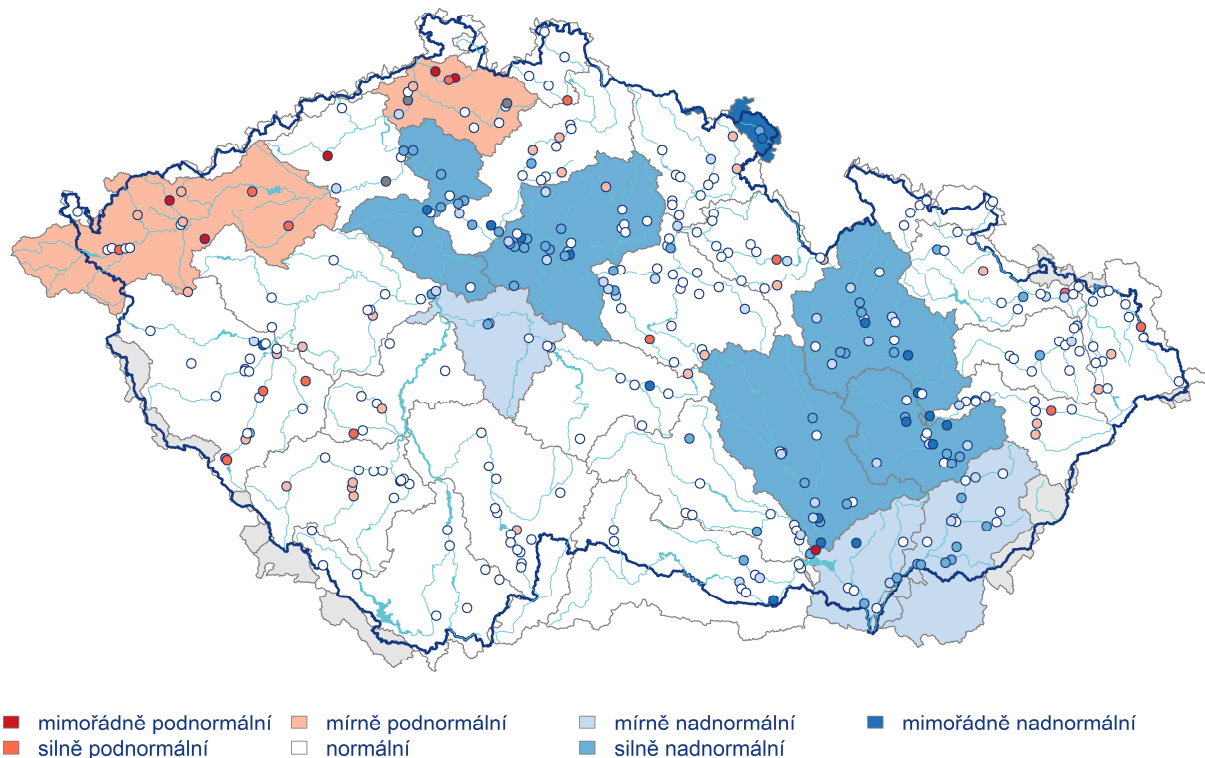 mimořádně podnormální
silně podnormální
mírně podnormální
normální
mírně nadnormální
silně nadnormální
mimořádně nadnormální